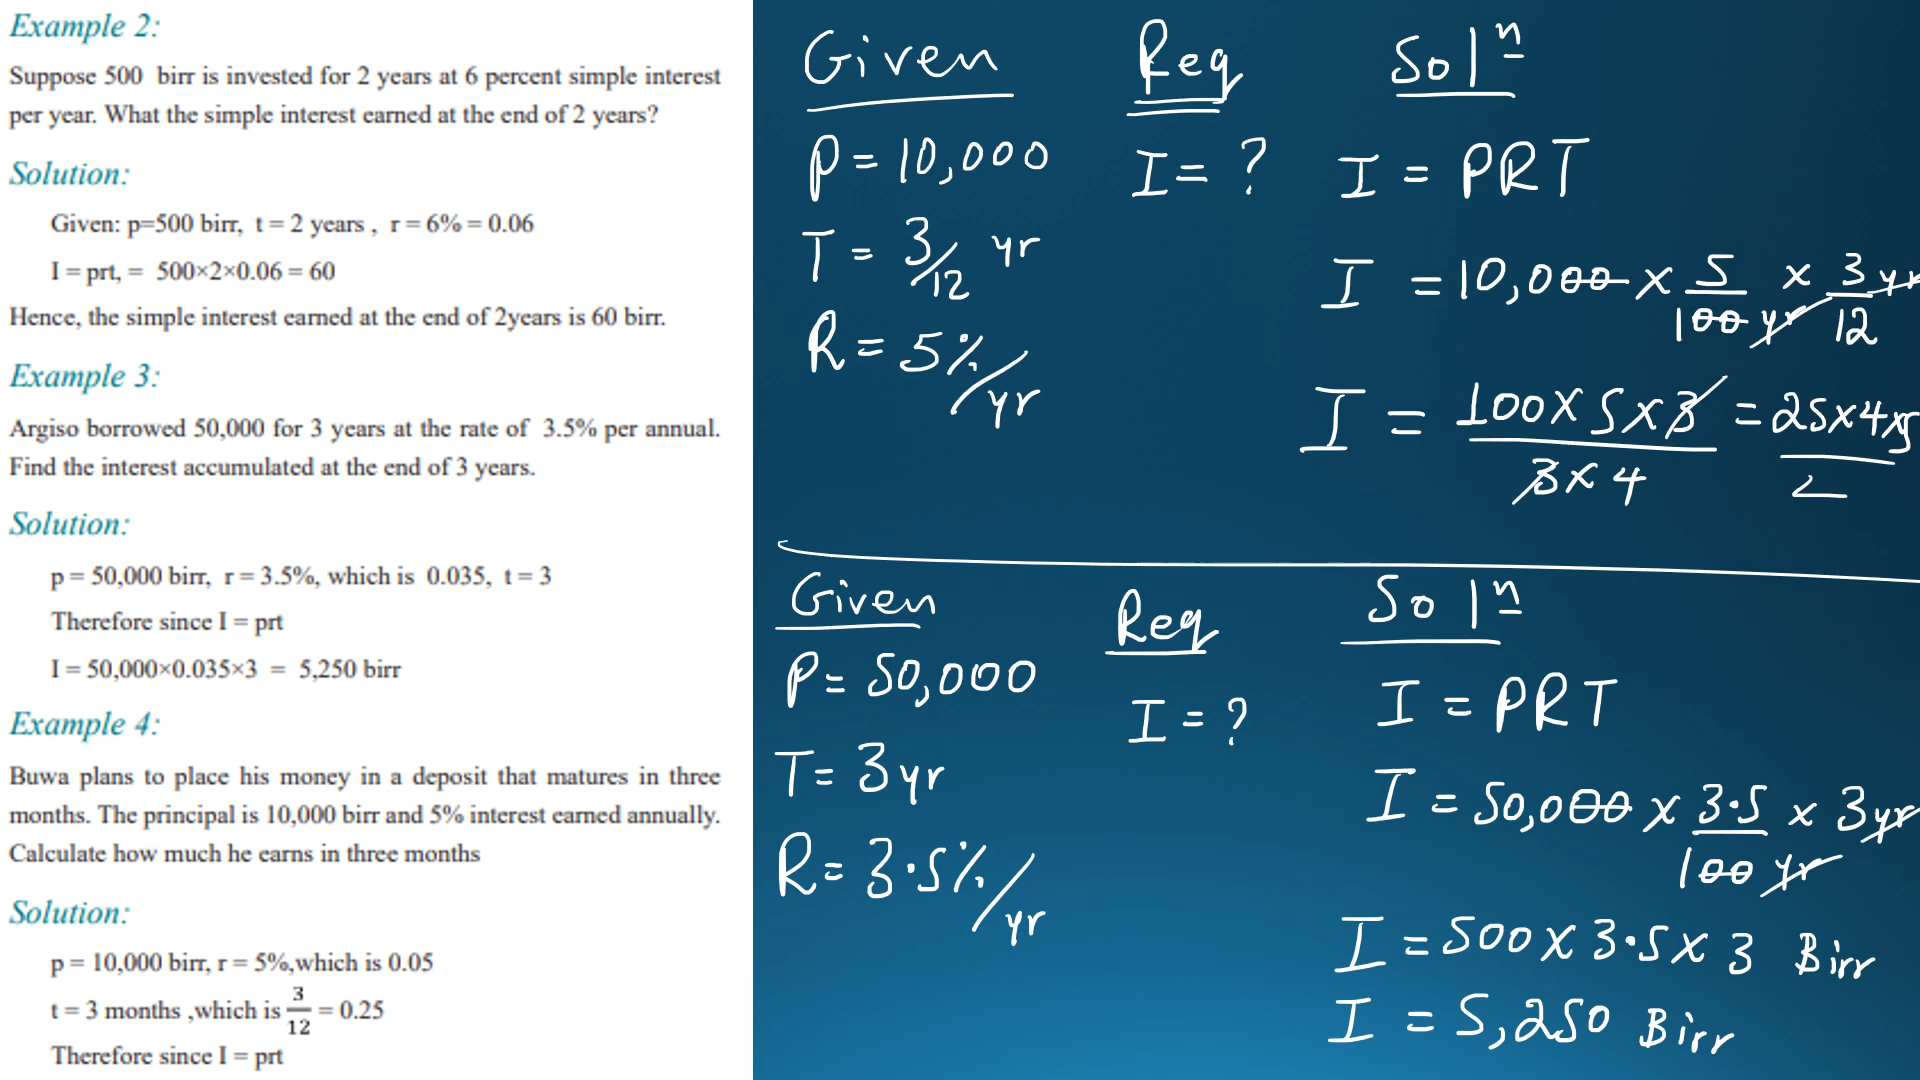 Example 2:
Suppose 500 birr is invested for 2 years at 6 percent simple interest
per year. What the simple interest earned at the end of 2 years?
Solution:
Given: p=500 birr, t = 2 years , r = 6% = 0.06
I = prt, = 500×2×0.06 = 60
Hence, the simple interest earned at the end of 2years is 60 birr.
Example 3:
Argiso borrowed 50,000 for 3 years at the rate of 3.5% per annual.
Find the interest accumulated at the end of 3 years.
Solution:
p = 50,000 birr, r = 3.5%, which is 0.035, t = 3
Therefore since I = prt
I = 50,000×0.035×3 = 5,250 birr
Example 4:
Buwa plans to place his money in a deposit that matures in three
months. The principal is 10,000 birr and 5% interest earned annually.
Calculate how much he earns in three months
Solution:
p = 10,000 birr, r = 5%,which is 0.05
t = 3 months ,which is 3/12 = 0.25
Therefore since I = prt
Given
P = 10,000
T = 3/12 yr
R = 5%/yr
Req
I = ?
Solⁿ
I = PRT
I = 10,000 × 5/100 yr × 3 yr/12
I = 100 × 5 × 3/3 × 4 = 25×4×5
Given
P = 50,000
T = 3 yr
R = 3.5%/yr
Req
I = ?
Solⁿ
I = PRT
I = 50,000 × 3.5/100 yr × 3 yr
I = 500 × 3.5 × 3 Birr
I = 5,250 Birr